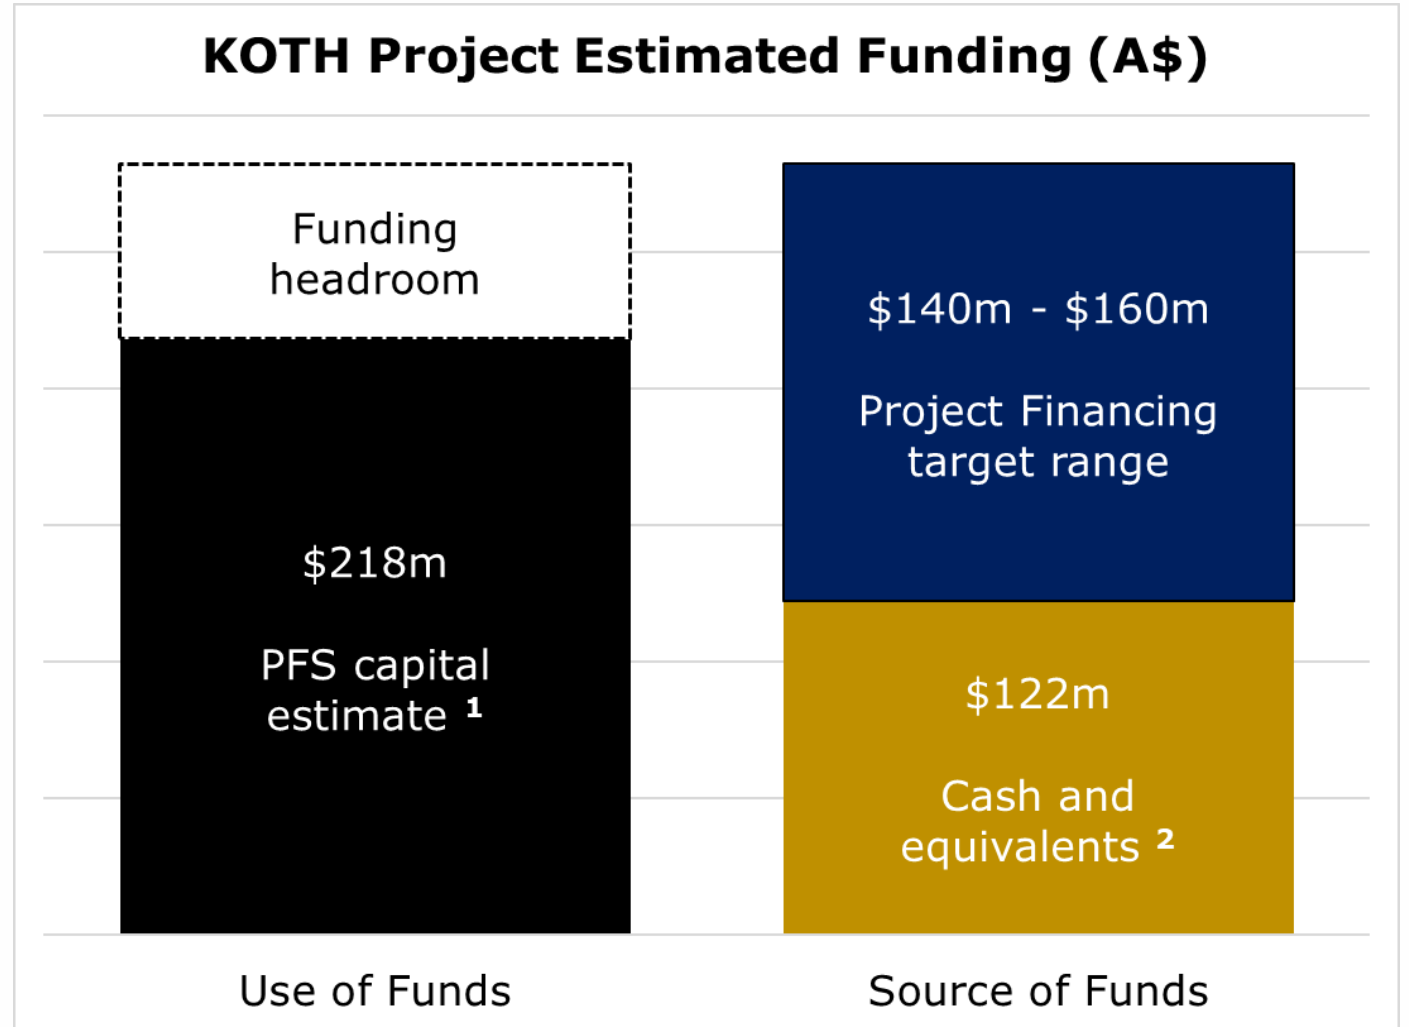 KOTH Project Estimated Funding (A$)
Funding
headroom
$218m
PFS capital
estimate ¹
$140m - $160m
Project Financing
target range
$122m
Cash and
equivalents ²
Use of Funds
Source of Funds